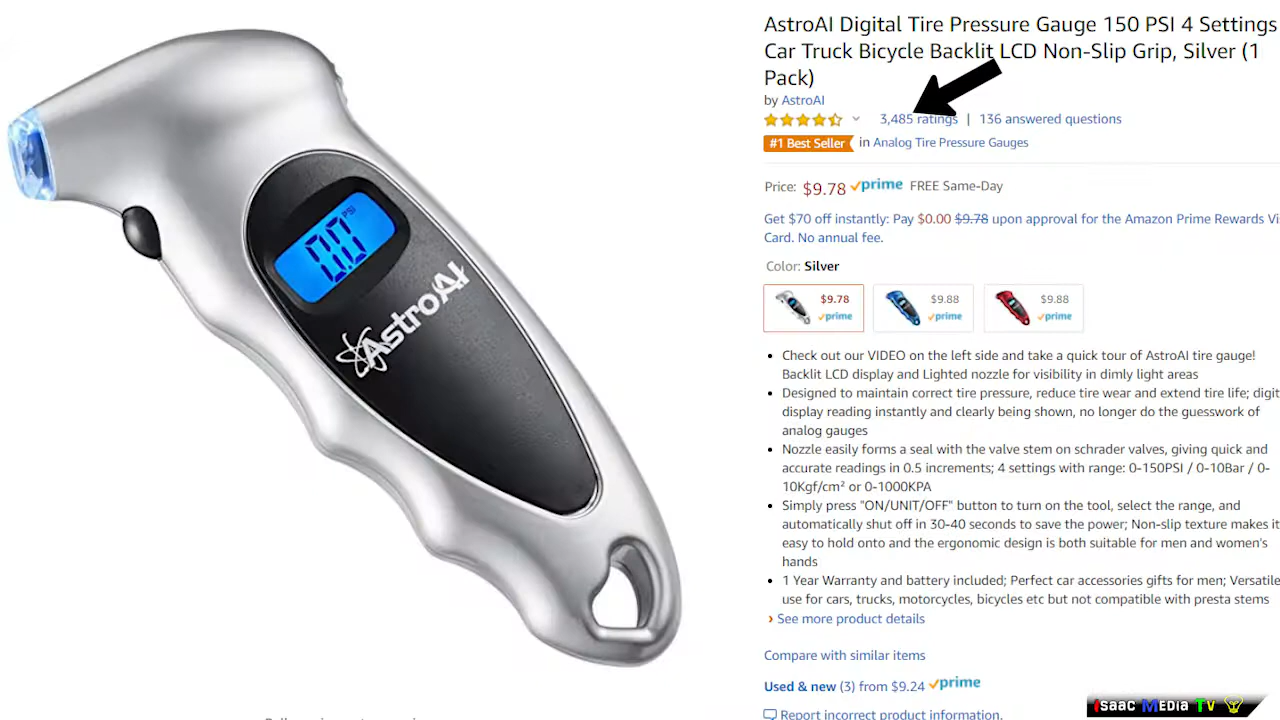 AstroAI Digital Tire Pressure Gauge 150 PSI 4 Settings
Car Truck Bicycle Backlit LCD Non-Slip Grip, Silver (1
Pack)
by AstroAI
3,485 ratings | 136 answered questions
#1 Best Seller in Analog Tire Pressure Gauges
Price: $9.78 prime FREE Same-Day
Get $70 off instantly: Pay $0.00 $9.78 upon approval for the Amazon Prime Rewards Vi
Card. No annual fee.
Color: Silver
$9.78 $9.88 $9.88
prime prime prime
PSI
0.0
AstroAI
• Check out our VIDEO on the left side and take a quick tour of AstroAI tire gauge!
Backlit LCD display and Lighted nozzle for visibility in dimly light areas
• Designed to maintain correct tire pressure, reduce tire wear and extend tire life; digit
display reading instantly and clearly being shown, no longer do the guesswork of
analog gauges
• Nozzle easily forms a seal with the valve stem on schrader valves, giving quick and
accurate readings in 0.5 increments; 4 settings with range: 0-150PSI / 0-10Bar / 0-
10Kgf/cm² or 0-1000KPA
• Simply press "ON/UNIT/OFF" button to turn on the tool, select the range, and
automatically shut off in 30-40 seconds to save the power; Non-slip texture makes it
easy to hold onto and the ergonomic design is both suitable for men and women's
hands
• 1 Year Warranty and battery included; Perfect car accessories gifts for men; Versatile
use for cars, trucks, motorcycles, bicycles etc but not compatible with presta stems
› See more product details
Compare with similar items
Used & new (3) from $9.24 prime
Report incorrect product information.
Isaac Media Tv